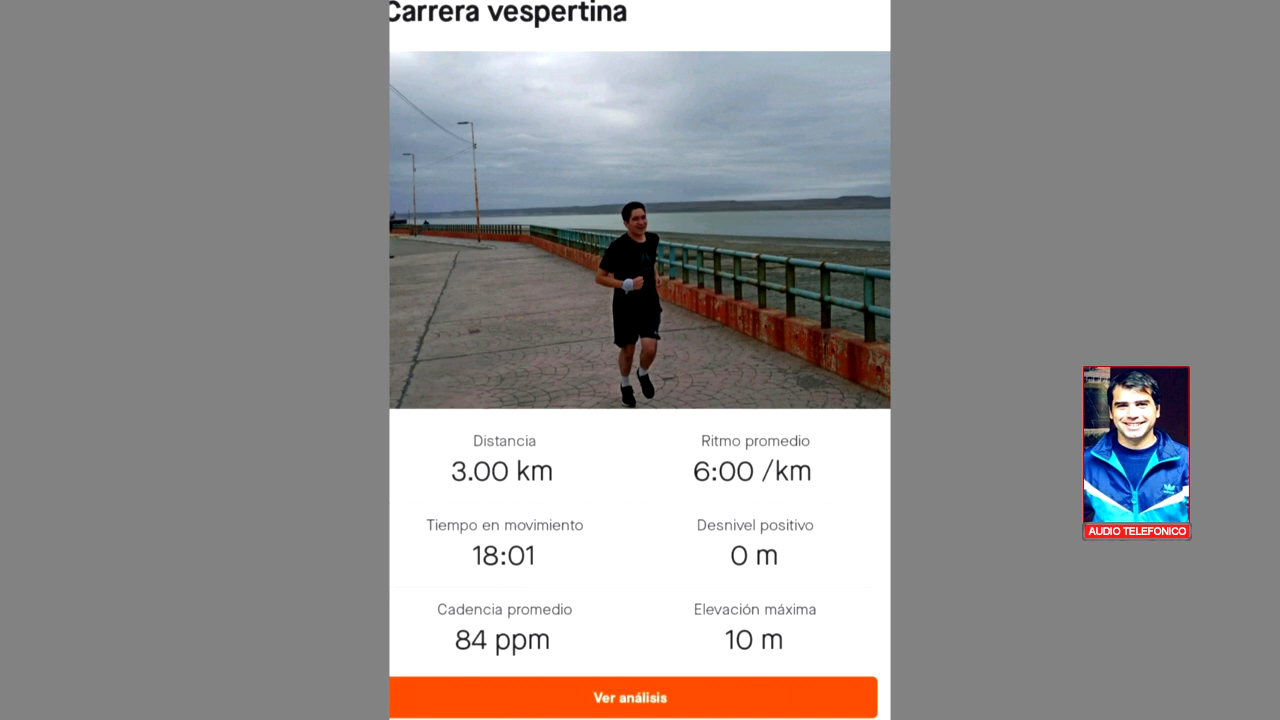 Carrera vespertina
Distancia
3.00 km
Ritmo promedio
6:00 /km
Tiempo en movimiento
18:01
Desnivel positivo
0 m
Cadencia promedio
84 ppm
Elevación máxima
10 m
Ver análisis
AUDIO TELEFONICO